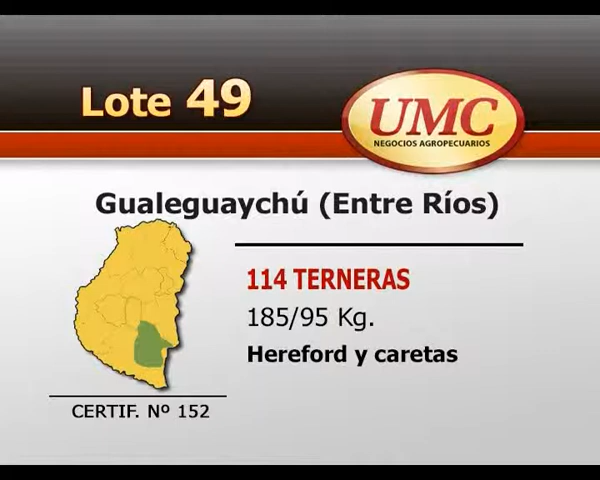 Lote 49
UMC
NEGOCIOS AGROPECUARIOS
Gualeguaychú (Entre Ríos)
114 TERNERAS
185/95 Kg.
Hereford y caretas
CERTIF. Nº 152